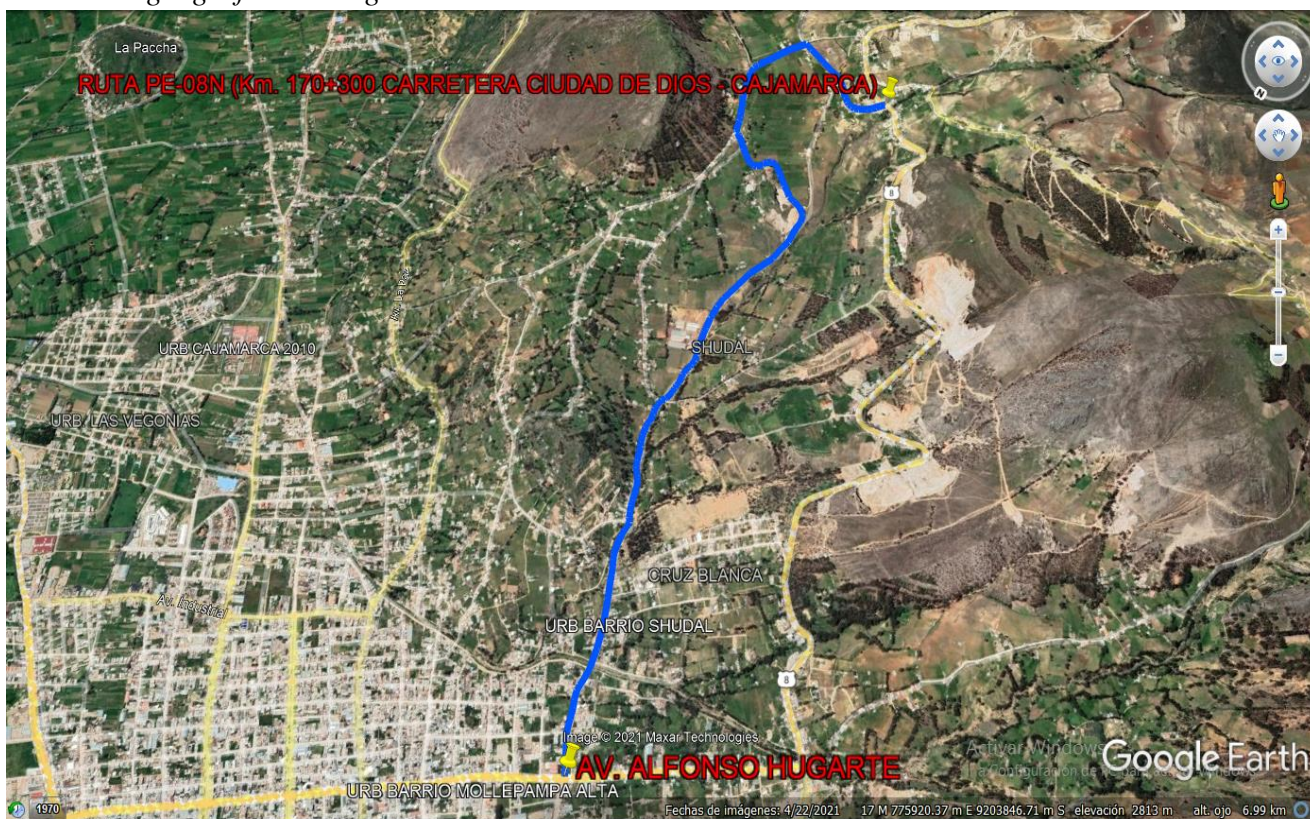 La Paccha
RUTA PE-08N (Km. 170+300 CARRETERA CIUDAD DE DIOS - CAJAMARCA)
N
8
SHUDAL
URB CAJAMARCA 2010
URB LAS VEGONIAS
CRUZ BLANCA
Av. Industrial
URB BARRIO SHUDAL
8
Image © 2021 Maxar Technologies
Activar Windows
Google Earth
AV. ALFONSO HUGARTE
URB BARRIO MOLLEPAMPA ALTA
1970
Fechas de imágenes: 4/22/2021 17 M 775920.37 m E 9203846.71 m S elevación 2813 m alt. ojo 6.99 km